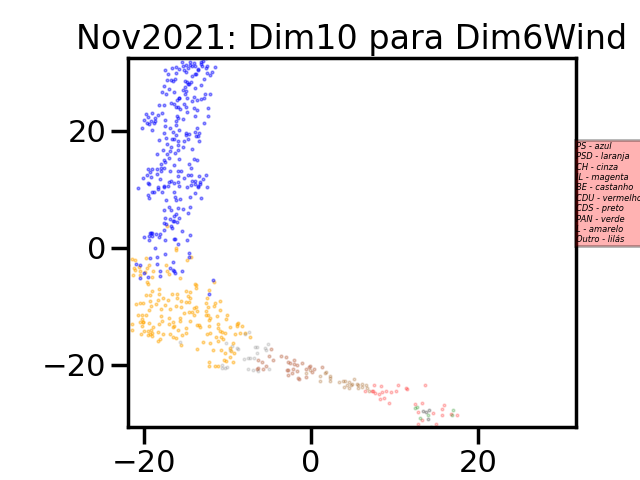 Nov2021: Dim10 para Dim6Wind
20
0
−20
−20
0
20
PS - azul
PSD - laranja
CH - cinza
IL - magenta
BE - castanho
CDU - vermelho
CDS - preto
PAN - verde
L - amarelo
Outro - lilás